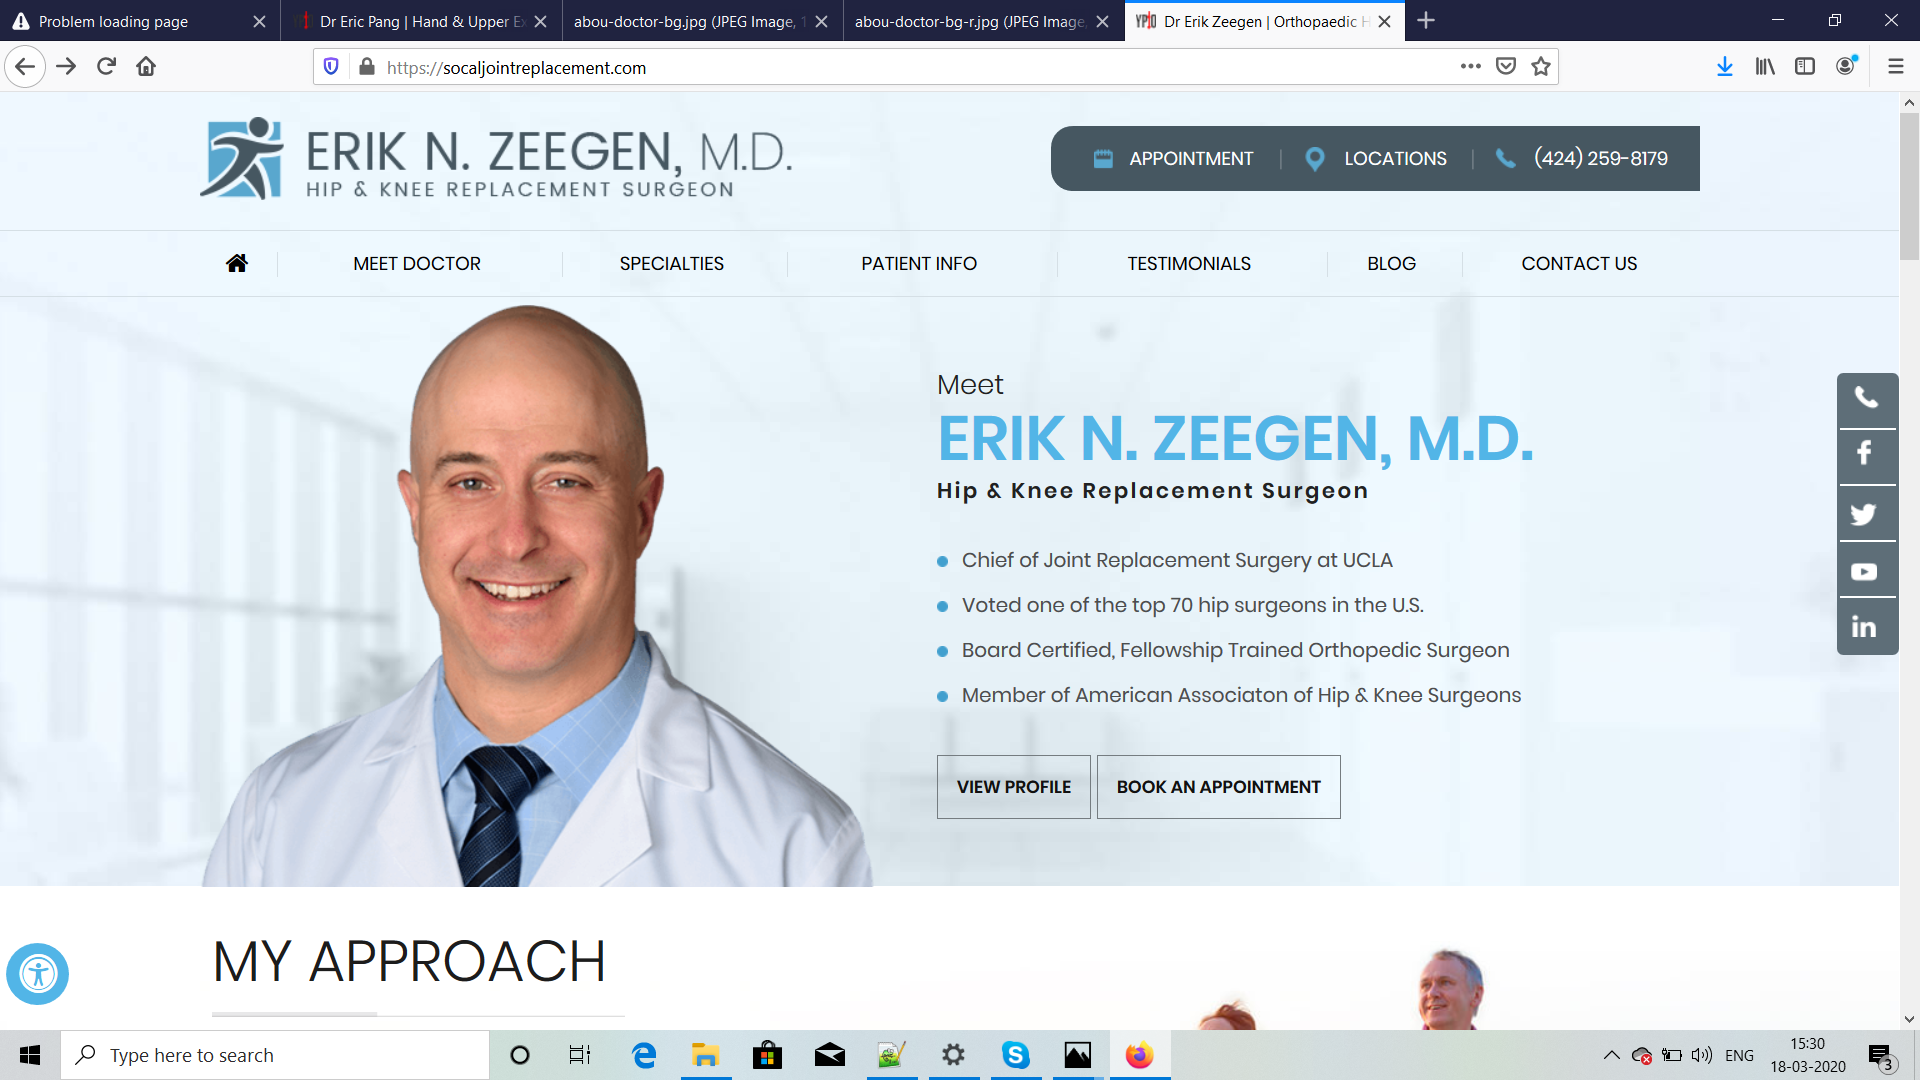 Problem loading page
Dr Eric Pang | Hand & Upper Ex
abou-doctor-bg.jpg (JPEG Image, 1
abou-doctor-bg-r.jpg (JPEG Image,
YPO Dr Erik Zeegen | Orthopaedic H
https://socaljointreplacement.com
ERIK N. ZEEGEN, M.D.
HIP & KNEE REPLACEMENT SURGEON
APPOINTMENT
LOCATIONS
(424) 259-8179
MEET DOCTOR
SPECIALTIES
PATIENT INFO
TESTIMONIALS
BLOG
CONTACT US
Meet
ERIK N. ZEEGEN, M.D.
Hip & Knee Replacement Surgeon
Chief of Joint Replacement Surgery at UCLA
Voted one of the top 70 hip surgeons in the U.S.
Board Certified, Fellowship Trained Orthopedic Surgeon
Member of American Associaton of Hip & Knee Surgeons
VIEW PROFILE
BOOK AN APPOINTMENT
MY APPROACH
Type here to search
ENG
15:30
18-03-2020
3